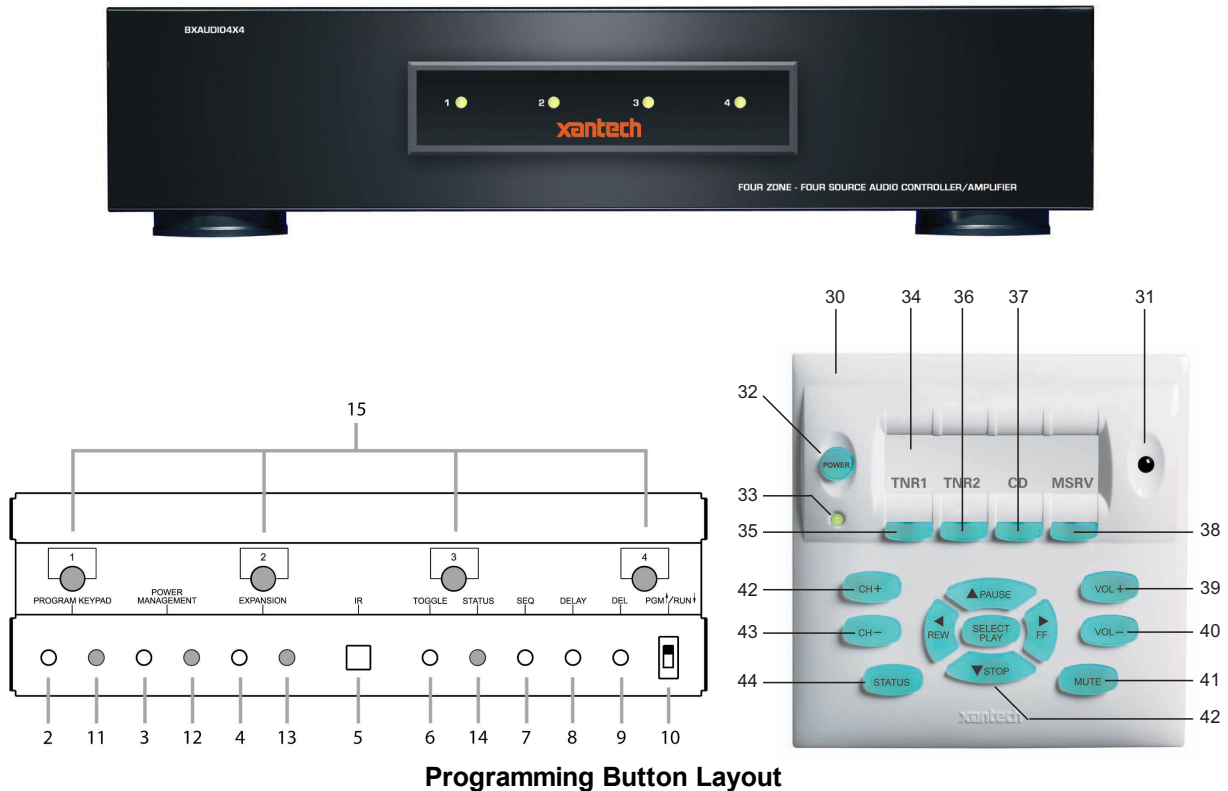 BXAUDIO4X4
1 2 3 4
xantech
FOUR ZONE - FOUR SOURCE AUDIO CONTROLLER/AMPLIFIER
15
1 2 3 4
PROGRAM KEYPAD POWER MANAGEMENT EXPANSION IR TOGGLE STATUS SEQ DELAY DEL PGM/RUN
2 11 3 12 4 13 5 6 14 7 8 9 10
30 34 36 37 31
32
POWER
TNR1 TNR2 CD MSRV
33
35
38
42 CH+ PAUSE VOL+ 39
43 CH- REW SELECT PLAY FF VOL- 40
44 STATUS STOP MUTE 41
xantech
42
Programming Button Layout